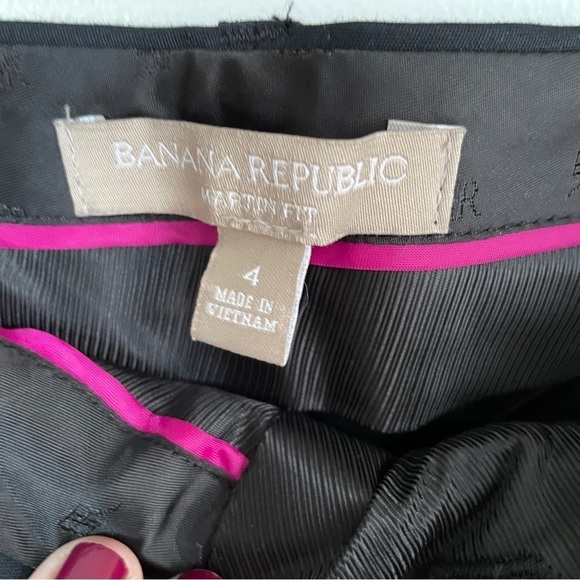 BANANA REPUBLIC
MARTIN FIT
4
MADE IN
VIETNAM
R